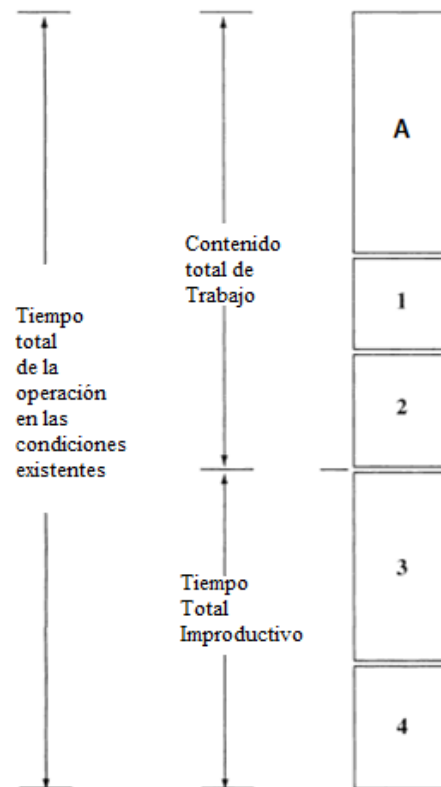 A
Contenido
total de
Trabajo
1
Tiempo
total
de la
operación
en las
condiciones
existentes
2
3
Tiempo
Total
Improductivo
4